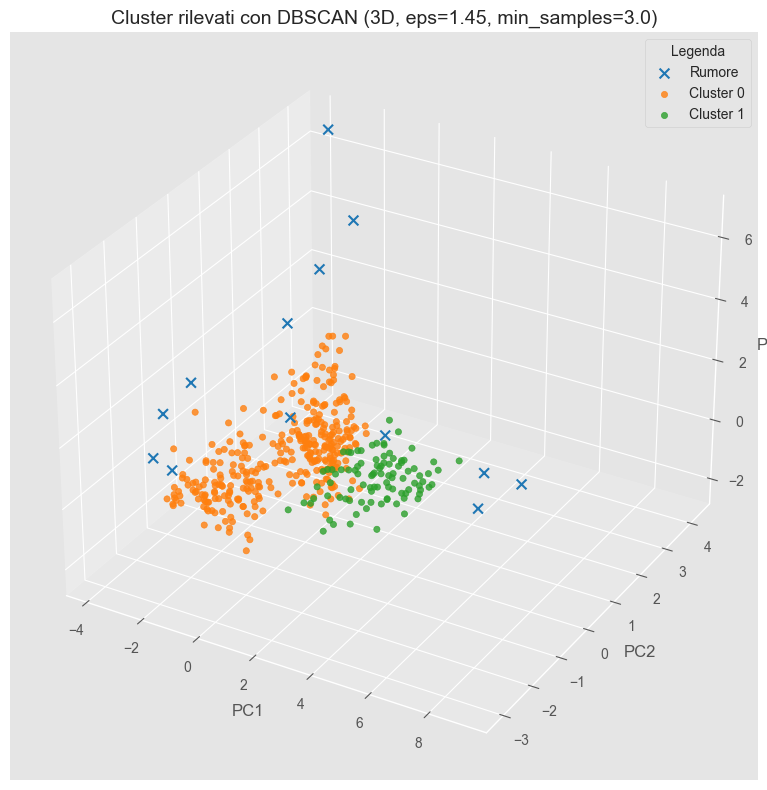 Cluster rilevati con DBSCAN (3D, eps=1.45, min_samples=3.0)
Legenda
Rumore
Cluster 0
Cluster 1
6
4
P
2
0
−2
4
3
2
1
0
−1
−2
−3
PC2
−4
−2
0
2
4
6
8
PC1